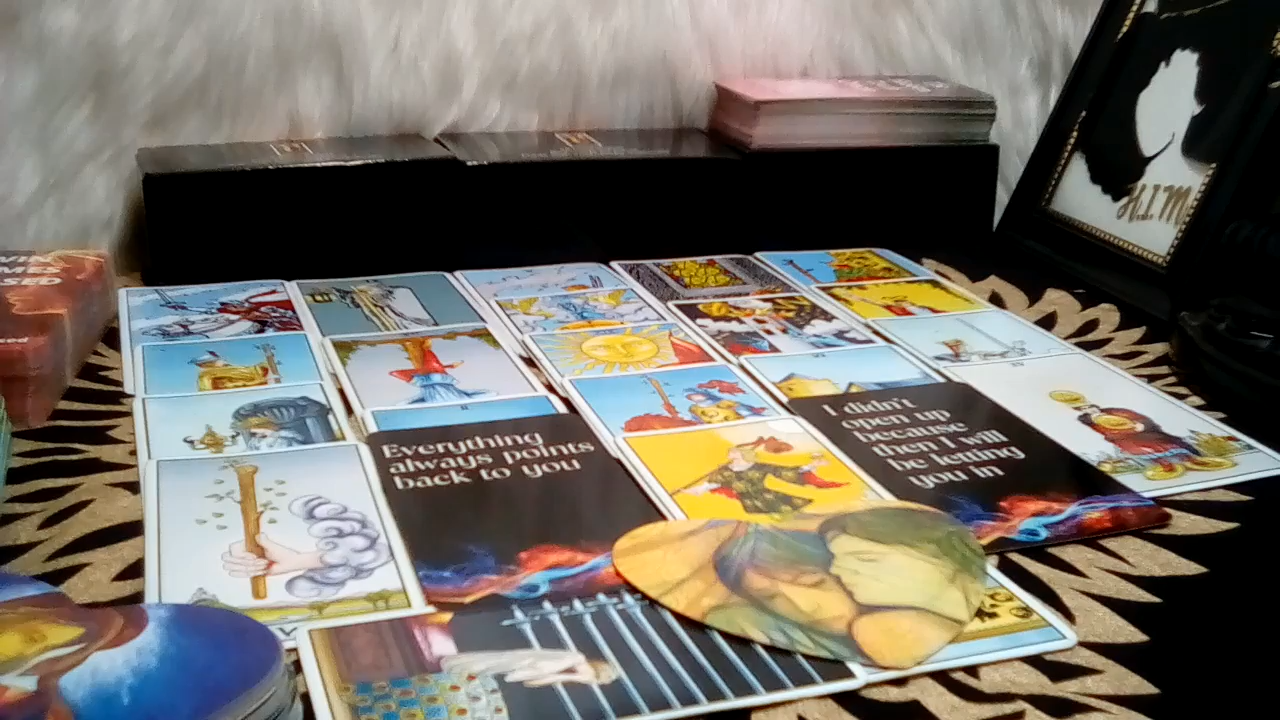 H.I.M
Everything
always points
back to you
I didn't
open up
because
then I will
be letting
you in